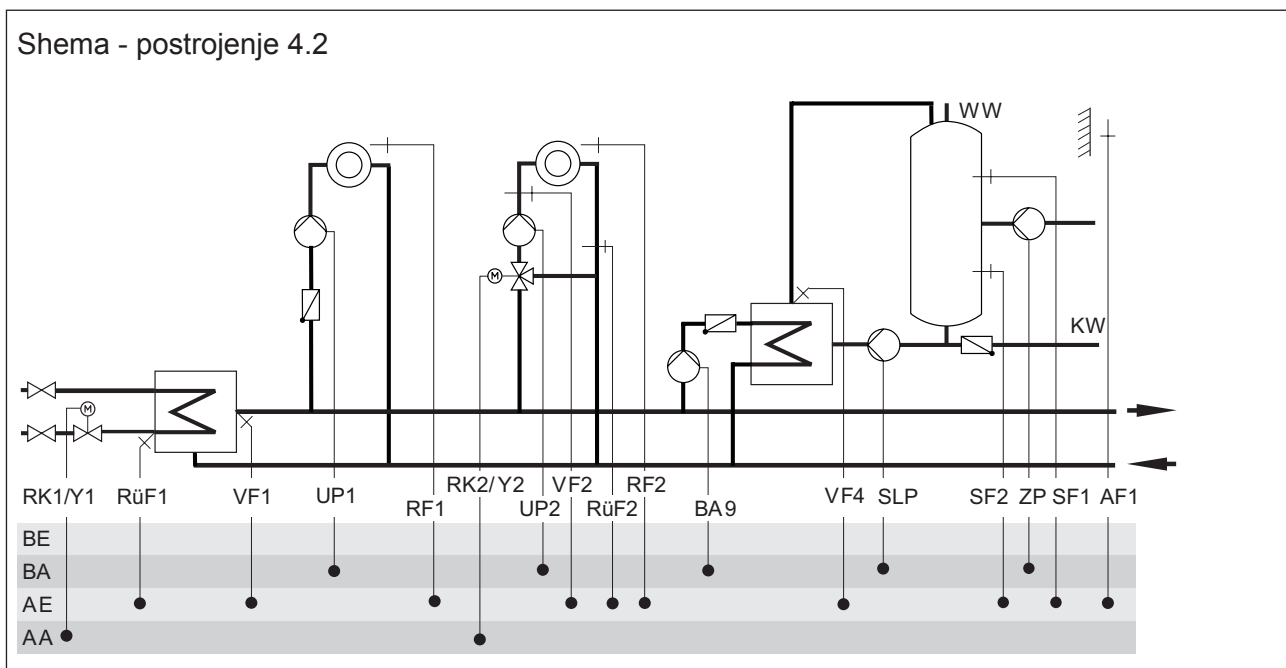 Shema - postrojenje 4.2
WW
KW
M
M
RK1/Y1 RüF1 VF1 UP1 RF1 RK2/Y2 UP2 VF2 RüF2 RF2 BA9 VF4 SLP SF2 ZP SF1 AF1
BE
BA
AE
AA